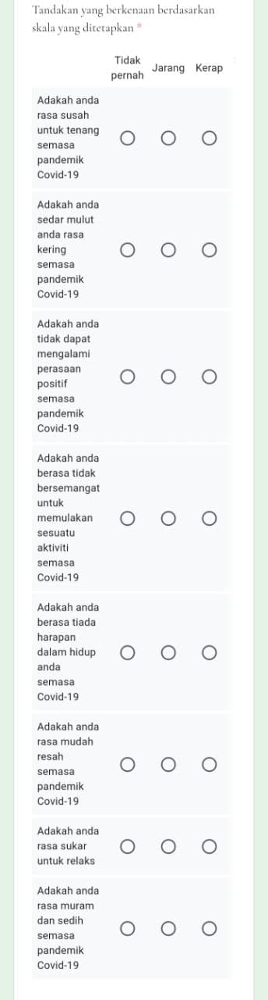 Tandakan yang berkenaan berdasarkan
skala yang ditetapkan *
Tidak
pernah
Jarang Kerap
Adakah anda
rasa susah
untuk tenang
semasa
pandemik
Covid-19
Adakah anda
sedar mulut
anda rasa
kering
semasa
pandemik
Covid-19
Adakah anda
tidak dapat
mengalami
perasaan
positif
semasa
pandemik
Covid-19
Adakah anda
berasa tidak
bersemangat
untuk
memulakan
sesuatu
aktiviti
semasa
Covid-19
Adakah anda
berasa tiada
harapan
dalam hidup
anda
semasa
Covid-19
Adakah anda
rasa mudah
resah
semasa
pandemik
Covid-19
Adakah anda
rasa sukar
untuk relaks
Adakah anda
rasa muram
dan sedih
semasa
pandemik
Covid-19